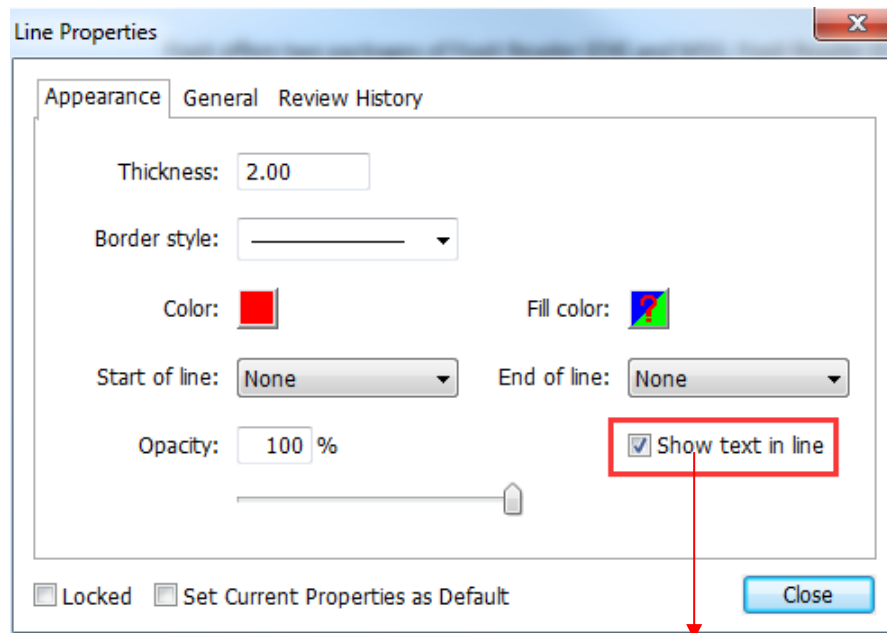 Line Properties
Appearance General Review History
Thickness: 2.00
Border style:
Color: Fill color: ?
Start of line: None End of line: None
Opacity: 100 % Show text in line
Locked Set Current Properties as Default Close